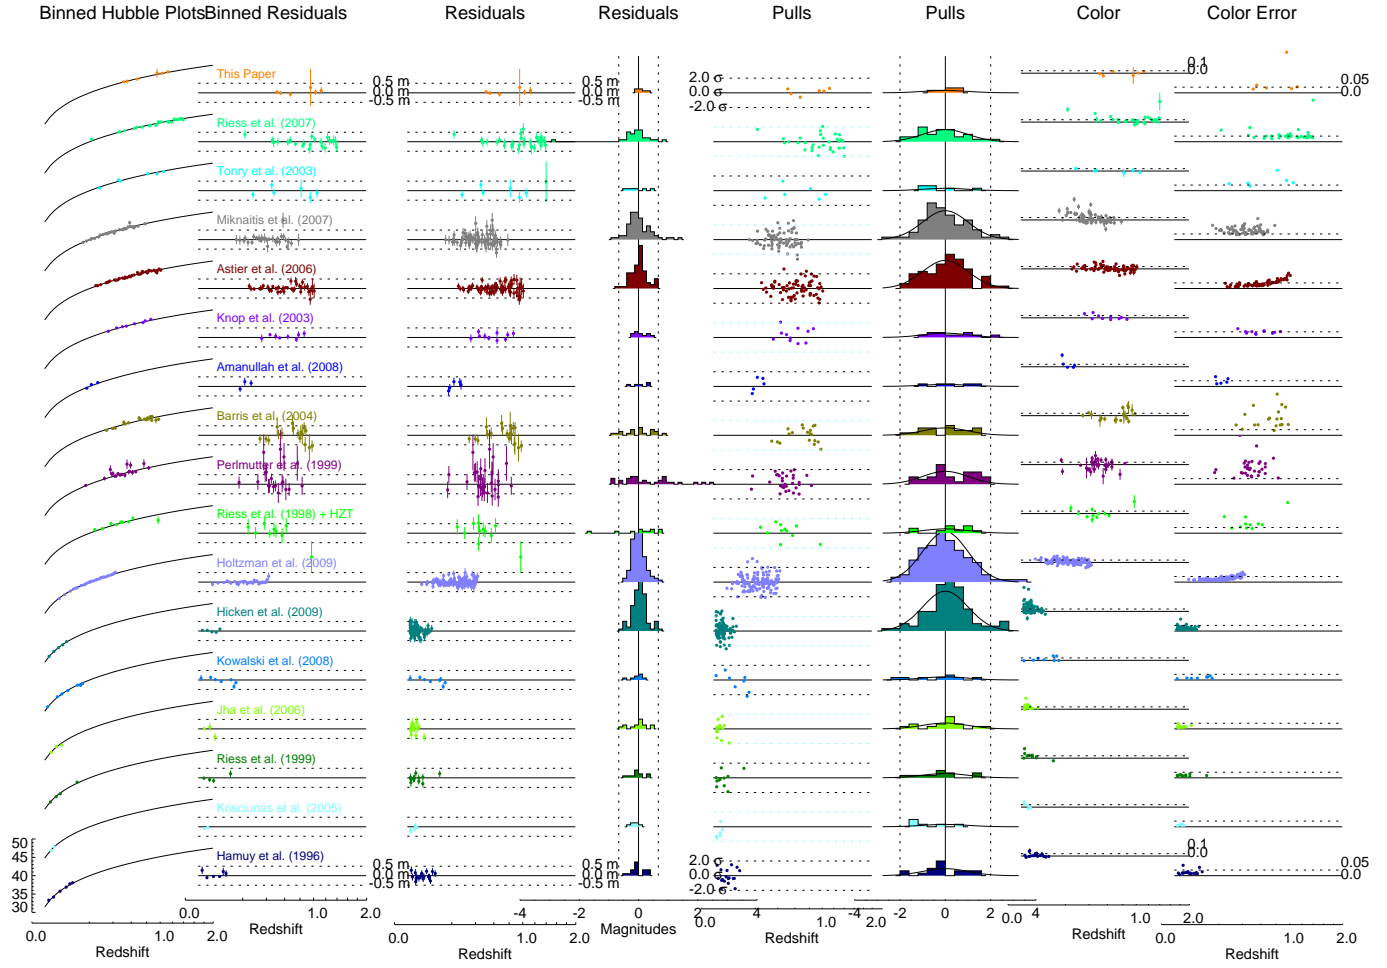 Binned Hubble Plots
Binned Residuals
Residuals
Residuals
Pulls
Pulls
Color
Color Error
This Paper
0.5 m
0.0 m
-0.5 m
0.5 m
0.0 m
-0.5 m
2.0 σ
0.0 σ
-2.0 σ
0.1
0.0
0.05
0.0
Riess et al. (2007)
Tonry et al. (2003)
Miknaitis et al. (2007)
Astier et al. (2006)
Knop et al. (2003)
Amanullah et al. (2008)
Barris et al. (2004)
Perlmutter et al. (1999)
Riess et al. (1998) + HZT
Holtzman et al. (2009)
Hicken et al. (2009)
Kowalski et al. (2008)
Jha et al. (2006)
Riess et al. (1999)
Krisciunas et al. (2005)
Hamuy et al. (1996)
50
45
40
35
30
0.5 m
0.0 m
-0.5 m
0.5 m
0.0 m
-0.5 m
2.0 σ
0.0 σ
-2.0 σ
0.1
0.0
0.05
0.0
0.0 1.0 2.0
Redshift
0.0 1.0 2.0
Redshift
0.0 1.0 2.0
Redshift
-4 -2 0 2 4
Magnitudes
0.0 1.0 2.0
Redshift
-4 -2 0 2 4
0.0 1.0 2.0
Redshift
0.0 1.0 2.0
Redshift